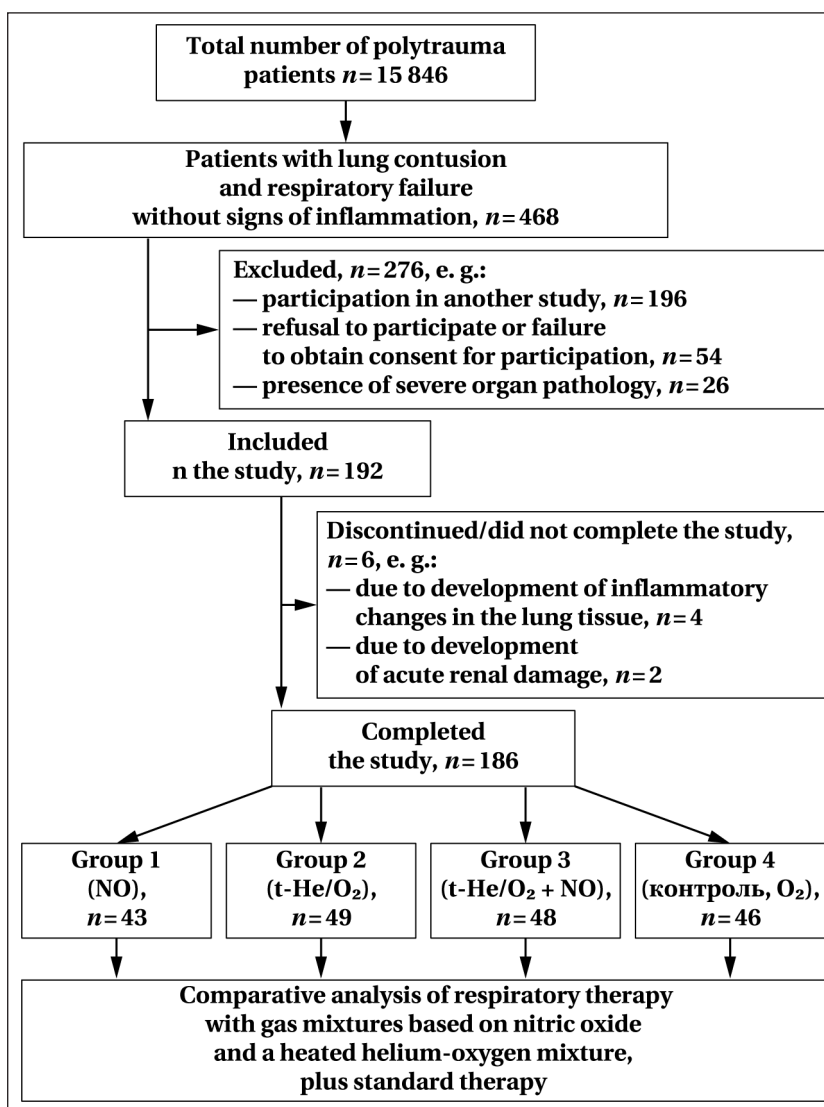 Total number of polytrauma
patients n=15 846
Patients with lung contusion
and respiratory failure
without signs of inflammation, n=468
Excluded, n=276, e. g.:
— participation in another study, n=196
— refusal to participate or failure
to obtain consent for participation, n=54
— presence of severe organ pathology, n=26
Included
n the study, n=192
Discontinued/did not complete the study,
n=6, e. g.:
— due to development of inflammatory
changes in the lung tissue, n=4
— due to development
of acute renal damage, n=2
Completed
the study, n=186
Group 1
(NO),
n=43
Group 2
(t-He/O₂),
n=49
Group 3
(t-He/O₂ + NO),
n=48
Group 4
(контроль, O₂),
n=46
Comparative analysis of respiratory therapy
with gas mixtures based on nitric oxide
and a heated helium-oxygen mixture,
plus standard therapy